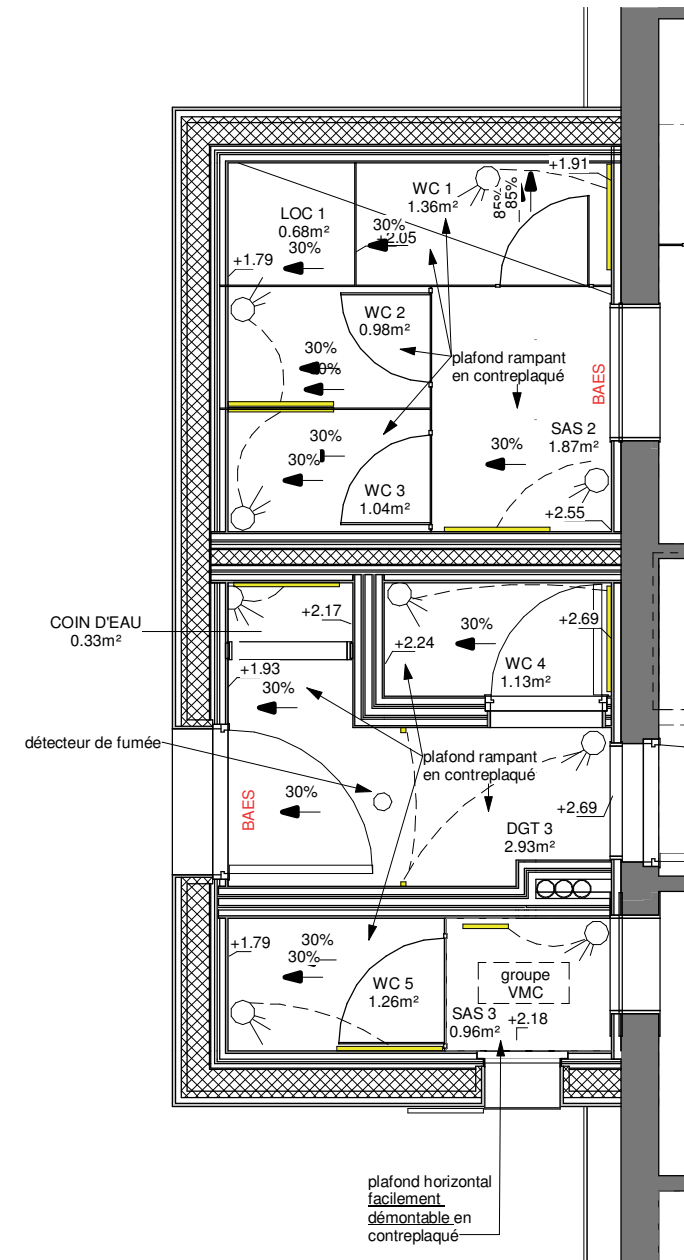 WC 1
1.36m²
85%
85%
+1.91
LOC 1
0.68m²
30%
+2.05
30%
+1.79
WC 2
0.98m²
30%
30%
plafond rampant
en contreplaqué
BAES
SAS 2
1.87m²
30%
30%
30%
WC 3
1.04m²
+2.55
COIN D'EAU
0.33m²
+2.17
30%
+2.69
+2.24
WC 4
1.13m²
+1.93
30%
détecteur de fumée
plafond rampant
en contreplaqué
30%
BAES
+2.69
DGT 3
2.93m²
+1.79
30%
30%
WC 5
1.26m²
groupe
VMC
SAS 3
0.96m²
+2.18
plafond horizontal
facilement
démontable en
contreplaqué